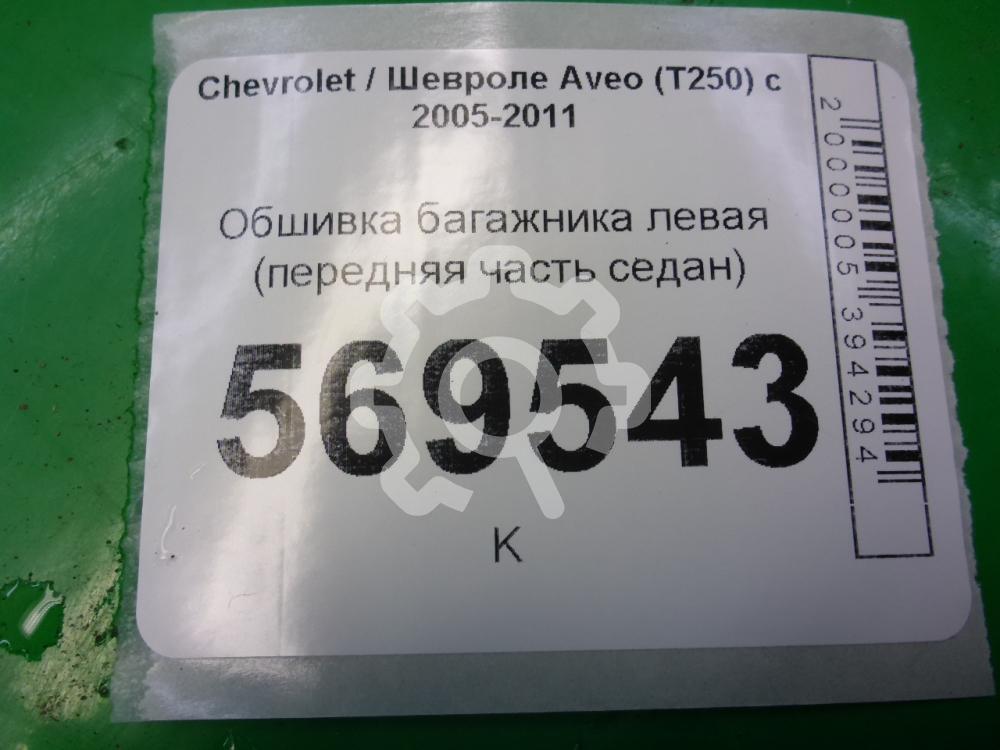 Chevrolet / Шевроле Aveo (T250) с
2005-2011
Обшивка багажника левая
(передняя часть седан)
569543
К
2000005394294